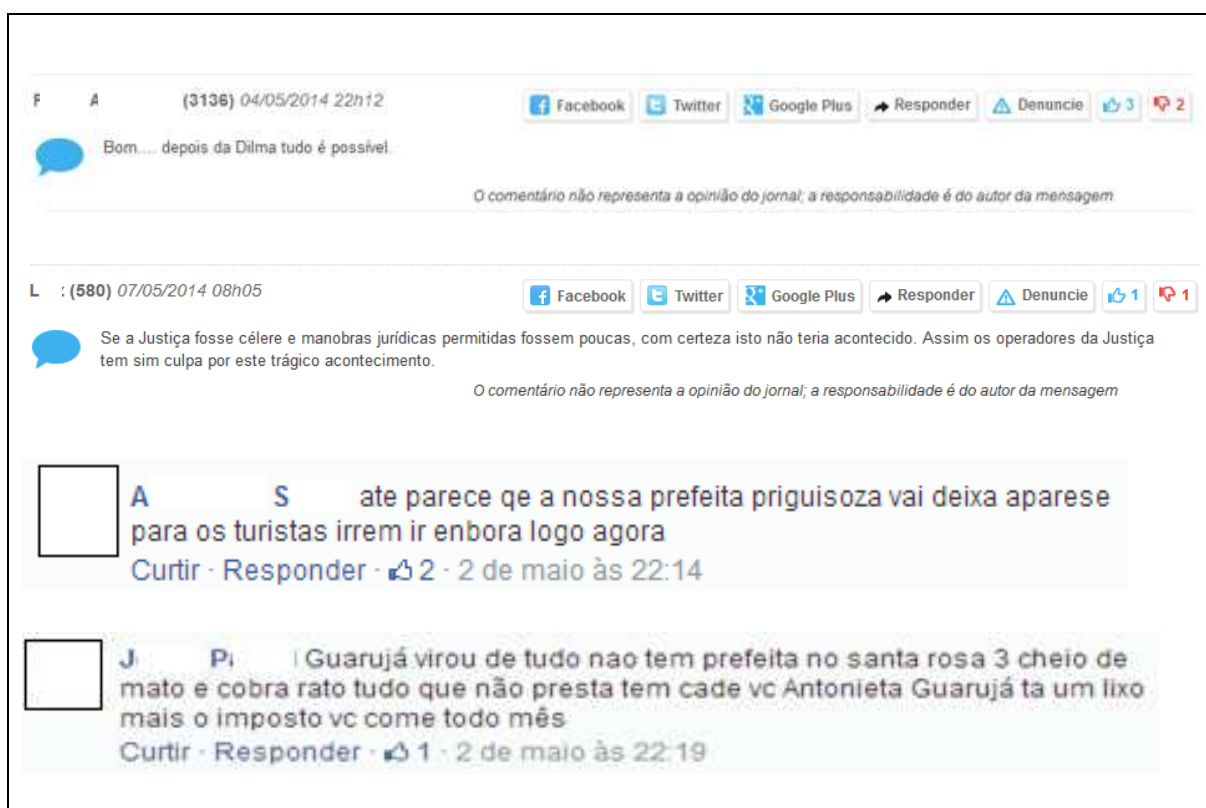 F A (3136) 04/05/2014 22h12 Facebook Twitter Google Plus Responder Denuncie 3 2
Bom.... depois da Dilma tudo é possível.
O comentário não representa a opinião do jornal; a responsabilidade é do autor da mensagem
L : (580) 07/05/2014 08h05 Facebook Twitter Google Plus Responder Denuncie 1 1
Se a Justiça fosse célere e manobras jurídicas permitidas fossem poucas, com certeza isto não teria acontecido. Assim os operadores da Justiça
tem sim culpa por este trágico acontecimento.
O comentário não representa a opinião do jornal; a responsabilidade é do autor da mensagem
A S ate parece qe a nossa prefeita priguisoza vai deixa aparese
para os turistas irrem ir enbora logo agora
Curtir · Responder · 2 · 2 de maio às 22:14
J P Guarujá virou de tudo nao tem prefeita no santa rosa 3 cheio de
mato e cobra rato tudo que não presta tem cade vc Antonieta Guarujá ta um lixo
mais o imposto vc come todo mês
Curtir · Responder · 1 · 2 de maio às 22:19